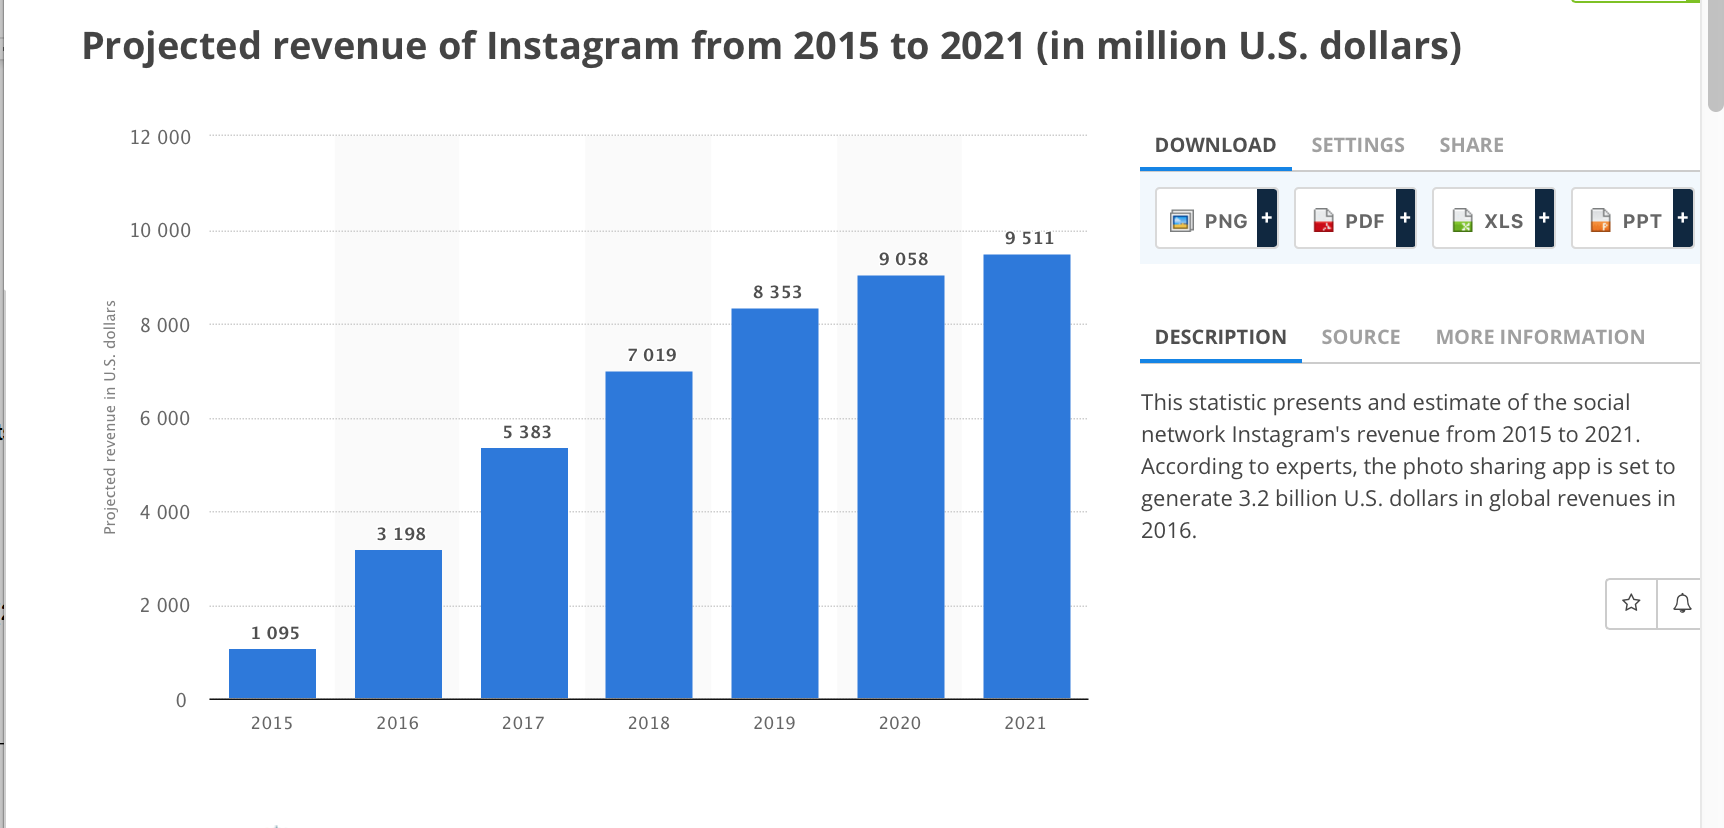 Projected revenue of Instagram from 2015 to 2021 (in million U.S. dollars)
12 000
10 000
8 000
6 000
4 000
2 000
0
Projected revenue in U.S. dollars
1 095
3 198
5 383
7 019
8 353
9 058
9 511
2015
2016
2017
2018
2019
2020
2021
DOWNLOAD SETTINGS SHARE
PNG + PDF + XLS + PPT +
DESCRIPTION SOURCE MORE INFORMATION
This statistic presents and estimate of the social
network Instagram's revenue from 2015 to 2021.
According to experts, the photo sharing app is set to
generate 3.2 billion U.S. dollars in global revenues in
2016.